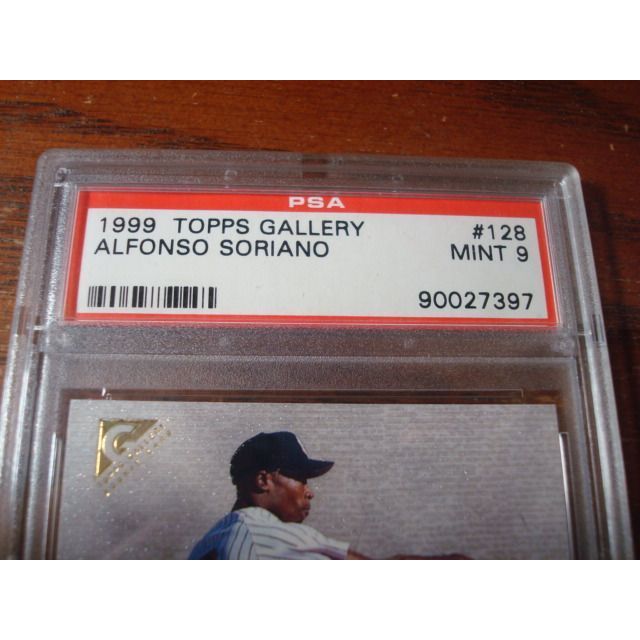 PSA
1999 TOPPS GALLERY #128
ALFONSO SORIANO MINT 9
90027397
G